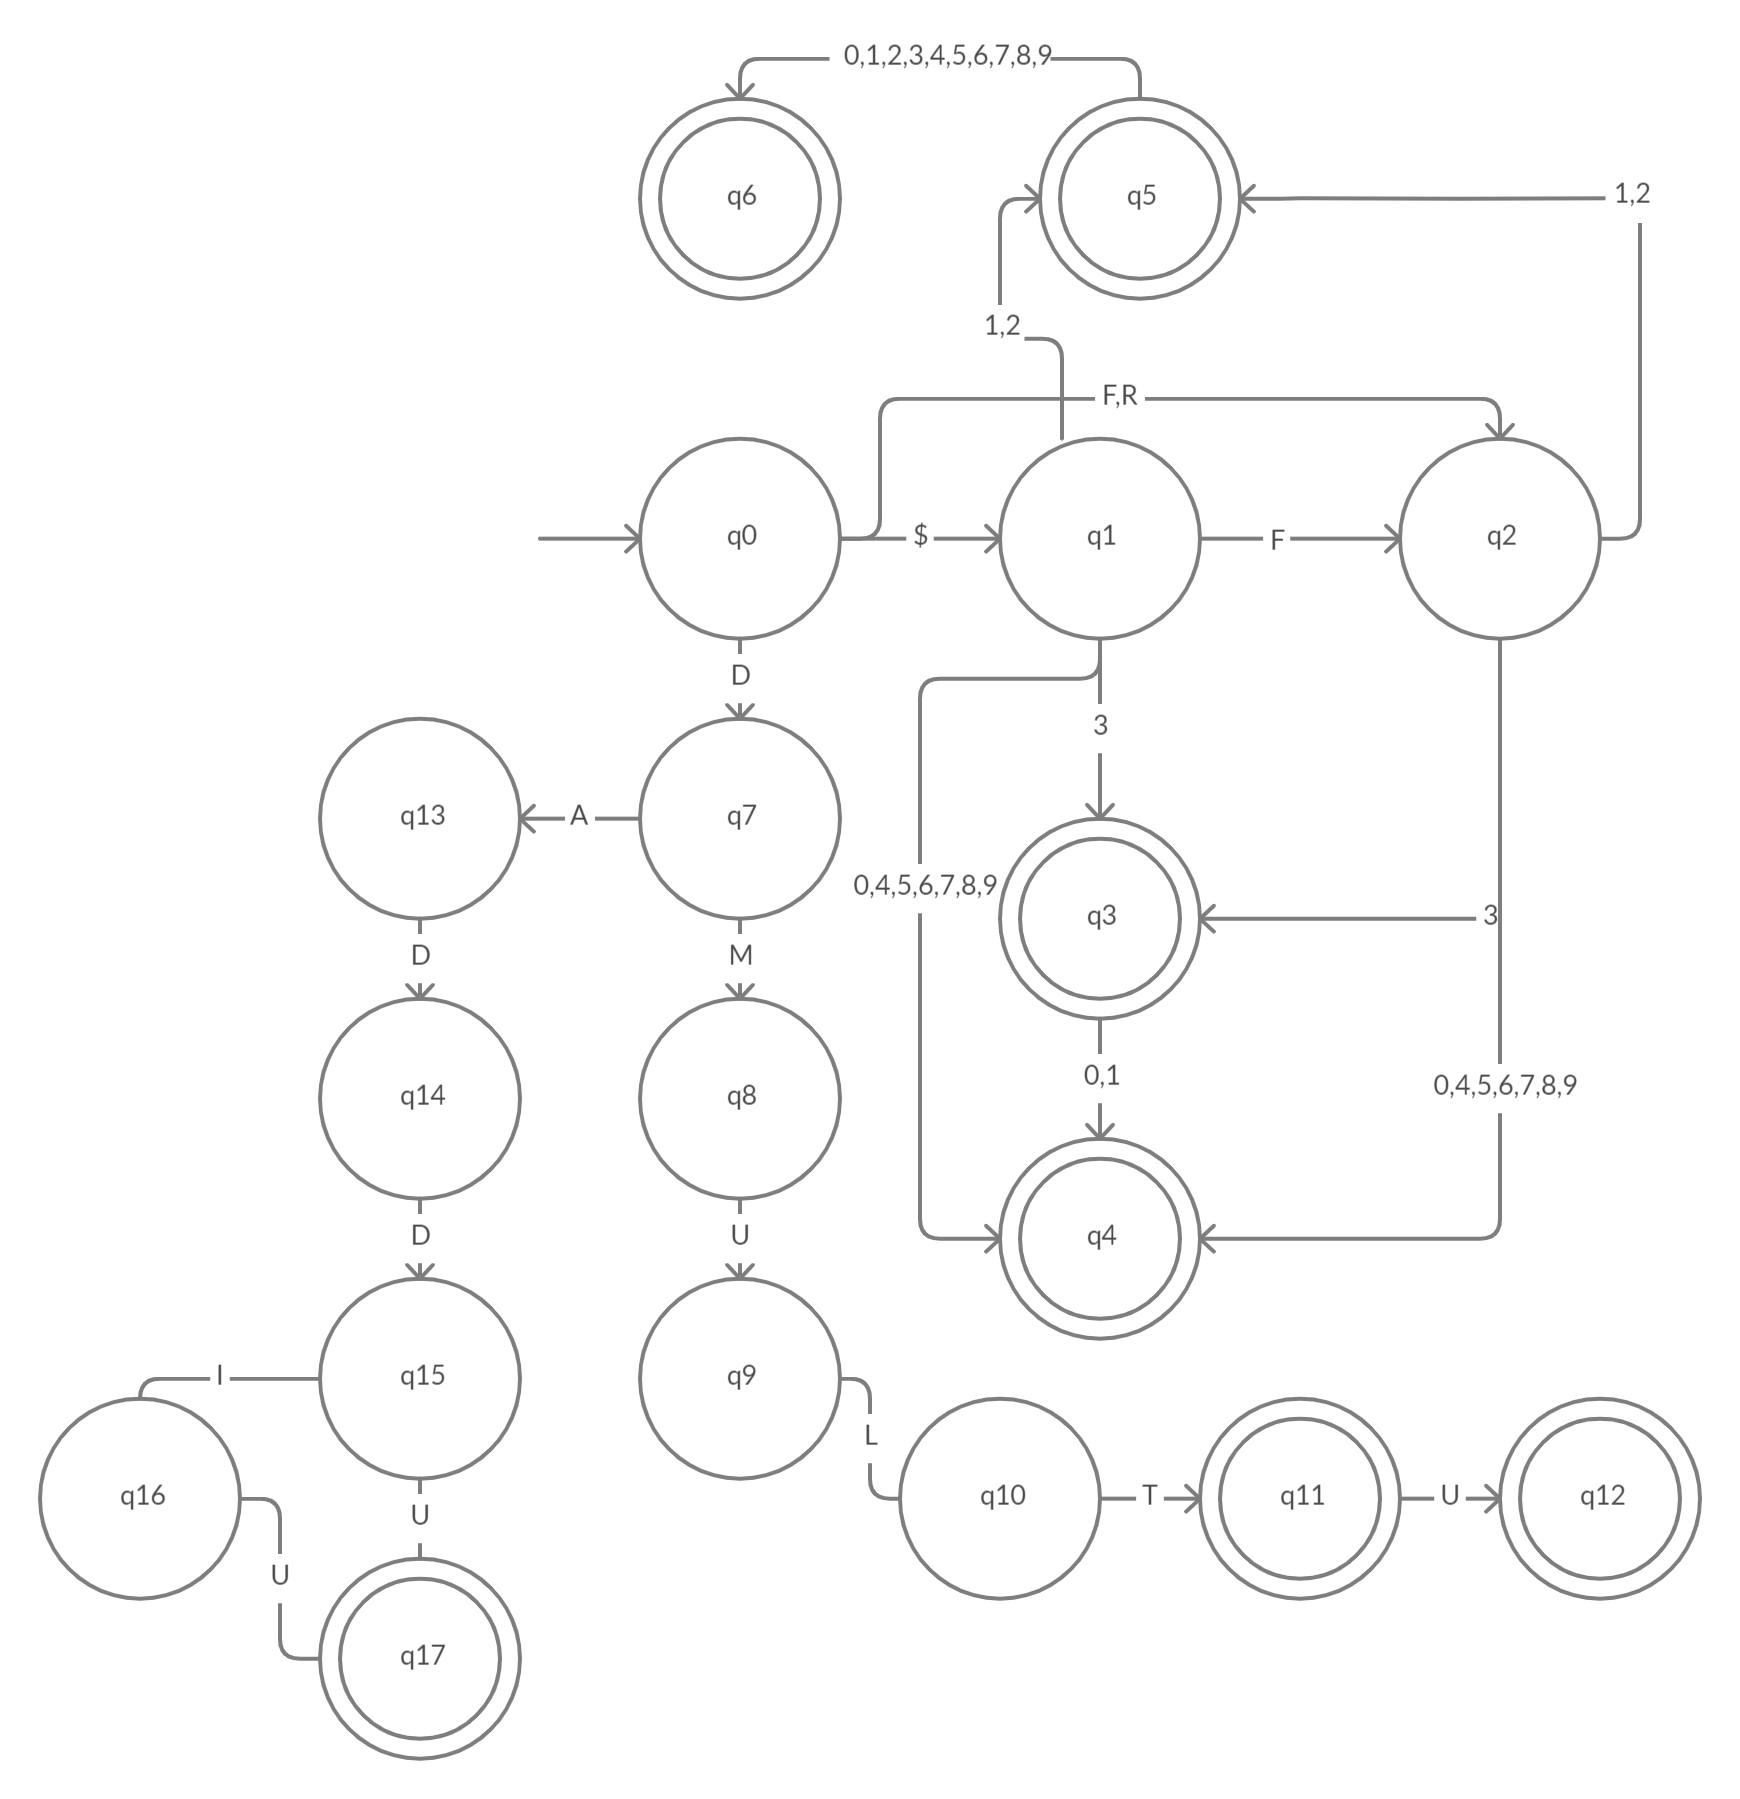 0,1,2,3,4,5,6,7,8,9
q6
q5
1,2
1,2
F,R
q0
$
q1
F
q2
D
3
q13
A
q7
0,4,5,6,7,8,9
q3
3
D
M
0,1
0,4,5,6,7,8,9
q14
q8
D
U
q4
I
q15
q9
L
q16
U
q10
T
q11
U
q12
U
q17